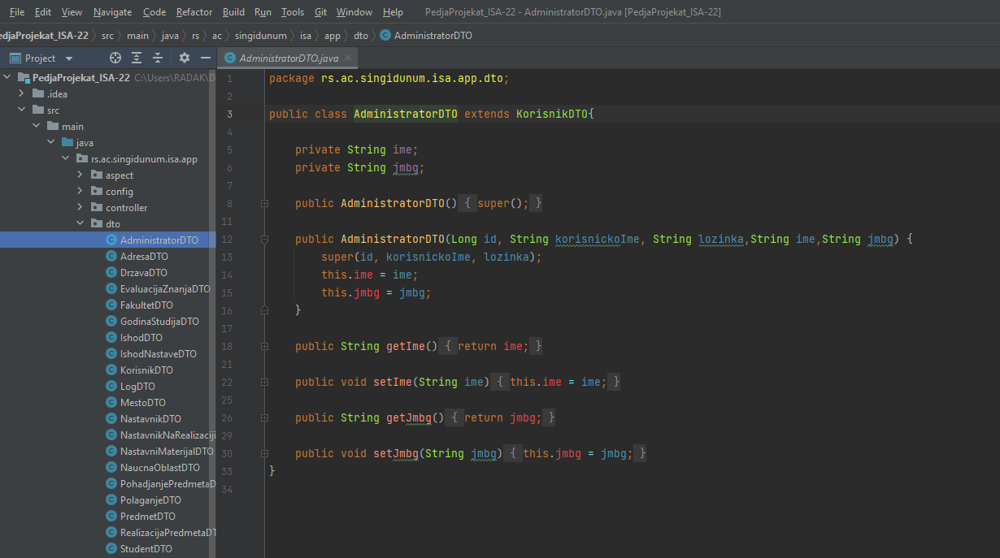 File Edit View Navigate Code Refactor Build Run Tools Git Window Help PedjaProjekat_ISA-22 - AdministratorDTO.java [PedjaProjekat_ISA-22]
edjaProjekat_ISA-22 src main java rs ac singidunum isa app dto AdministratorDTO
Project
AdministratorDTO.java
PedjaProjekat_ISA-22 C:\Users\RADAK\D
.idea
src
main
java
rs.ac.singidunum.isa.app
aspect
config
controller
dto
AdministratorDTO
AdresaDTO
DrzavaDTO
EvaluacijaZnanjaDTO
FakultetDTO
GodinaStudijaDTO
IshodDTO
IshodNastaveDTO
KorisnikDTO
LogDTO
MestoDTO
NastavnikDTO
NastavnikNaRealizaciji
NastavniMaterijalDTO
NaucnaOblastDTO
PohadjanjePredmetaD
PolaganjeDTO
PredmetDTO
RealizacijaPredmetaDT
StudentDTO
1 package rs.ac.singidunum.isa.app.dto;
2
3 public class AdministratorDTO extends KorisnikDTO{
4
5 private String ime;
6 private String jmbg;
7
8 public AdministratorDTO() { super(); }
11
12 public AdministratorDTO(Long id, String korisnickoIme, String lozinka,String ime,String jmbg) {
13 super(id, korisnickoIme, lozinka);
14 this.ime = ime;
15 this.jmbg = jmbg;
16 }
17
18 public String getIme() { return ime; }
21
22 public void setIme(String ime) { this.ime = ime; }
25
26 public String getJmbg() { return jmbg; }
29
30 public void setJmbg(String jmbg) { this.jmbg = jmbg; }
33 }
34